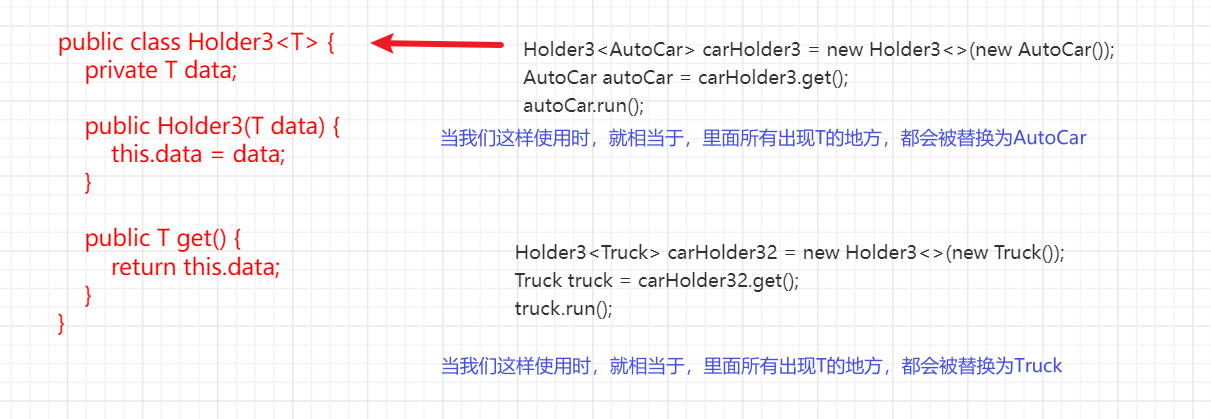 public class Holder3<T> {
private T data;
public Holder3(T data) {
this.data = data;
}
public T get() {
return this.data;
}
}
Holder3<AutoCar> carHolder3 = new Holder3<>(new AutoCar());
AutoCar autoCar = carHolder3.get();
autoCar.run();
当我们这样使用时，就相当于，里面所有出现T的地方，都会被替换为AutoCar
Holder3<Truck> carHolder32 = new Holder3<>(new Truck());
Truck truck = carHolder32.get();
truck.run();
当我们这样使用时，就相当于，里面所有出现T的地方，都会被替换为Truck